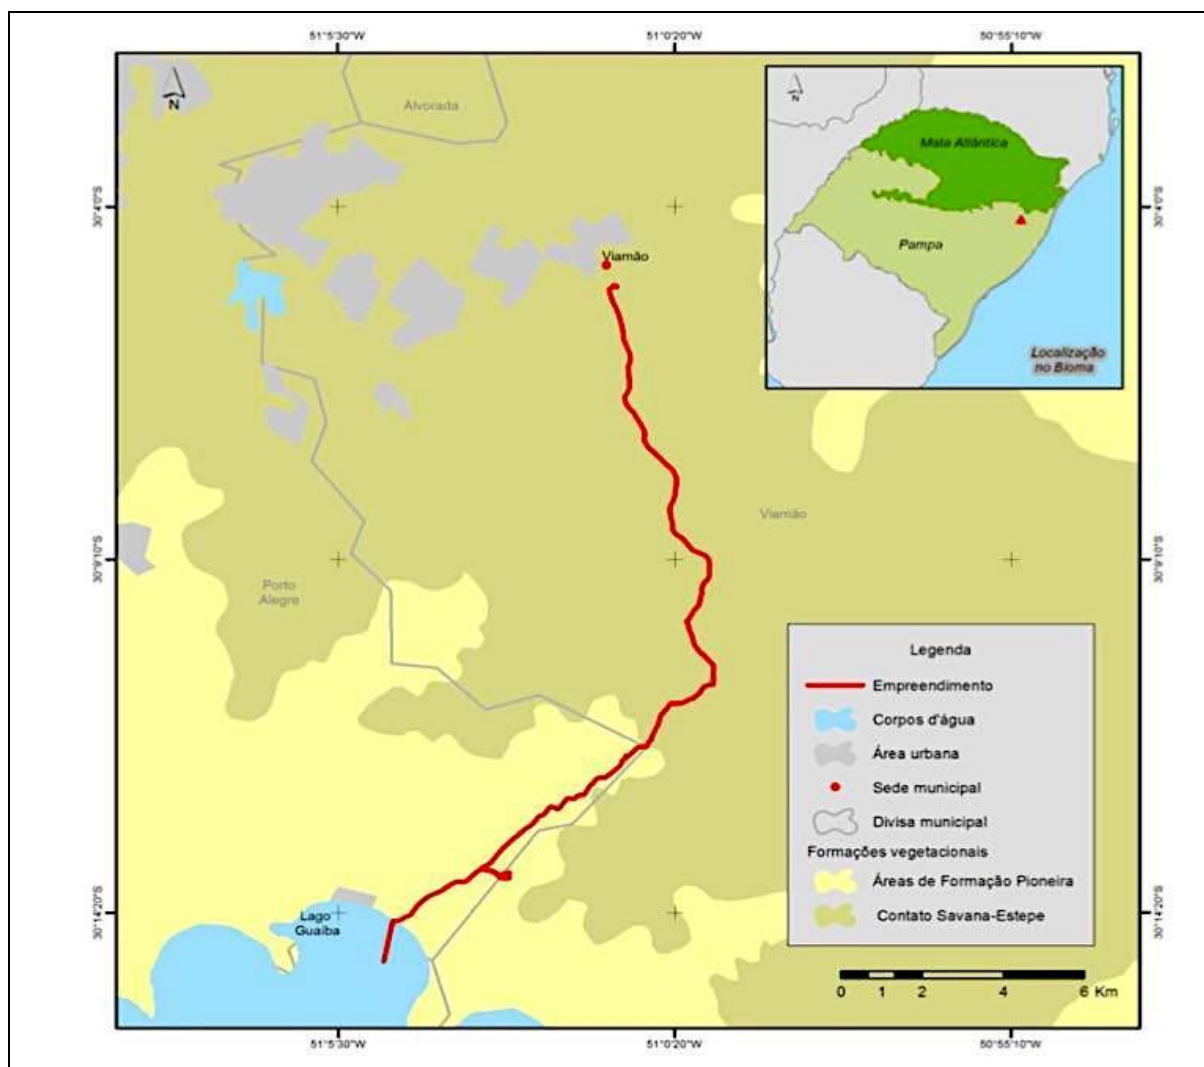 51°5'30"W
51°0'20"W
50°55'10"W
N
Alvorada
N
Mata Atlântica
Pampa
Localização
no Bioma
30°4'0"S
30°4'0"S
Viamão
Viamão
30°9'10"S
30°9'10"S
Porto
Alegre
Legenda
Empreendimento
Corpos d'água
Área urbana
Sede municipal
Divisa municipal
Formações vegetacionais
Áreas de Formação Pioneira
Contato Savana-Estepe
30°14'20"S
30°14'20"S
Lago
Guaíba
0 1 2 4 6 Km
51°5'30"W
51°0'20"W
50°55'10"W